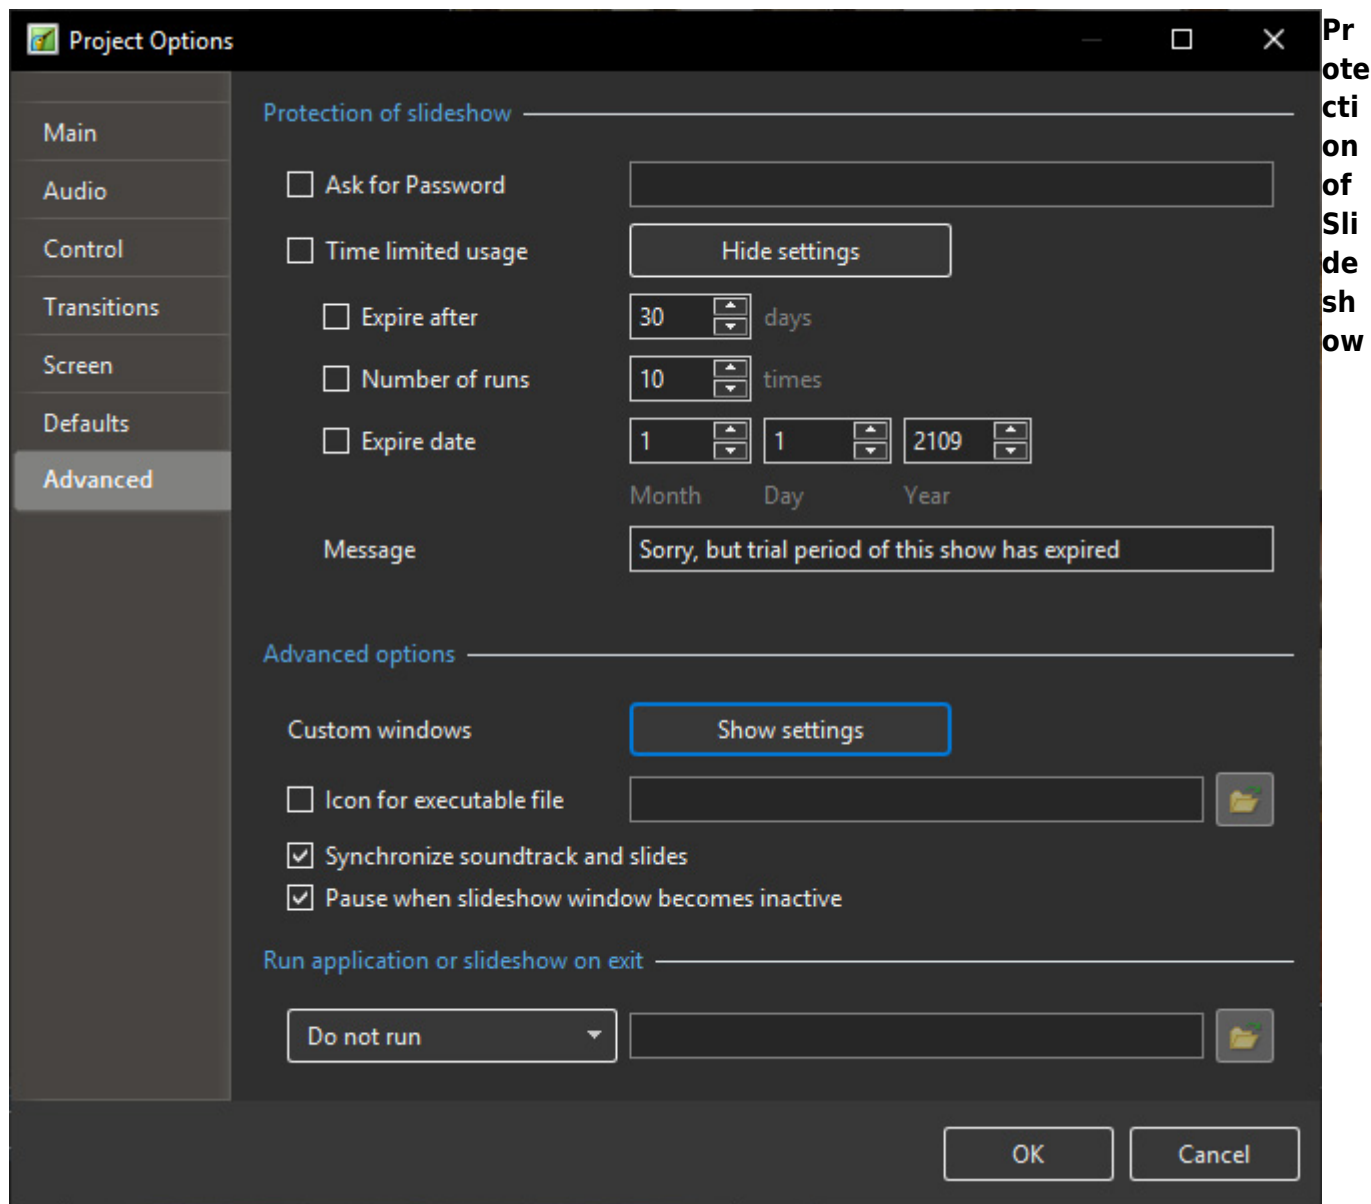 Project Options
Main
Audio
Control
Transitions
Screen
Defaults
Advanced
Protection of slideshow
Ask for Password
Time limited usage Hide settings
Expire after 30 days
Number of runs 10 times
Expire date 1 1 2109
Month Day Year
Message Sorry, but trial period of this show has expired
Advanced options
Custom windows Show settings
Icon for executable file
Synchronize soundtrack and slides
Pause when slideshow window becomes inactive
Run application or slideshow on exit
Do not run
OK Cancel
Pr
ote
cti
on
of
Sli
de
sh
ow